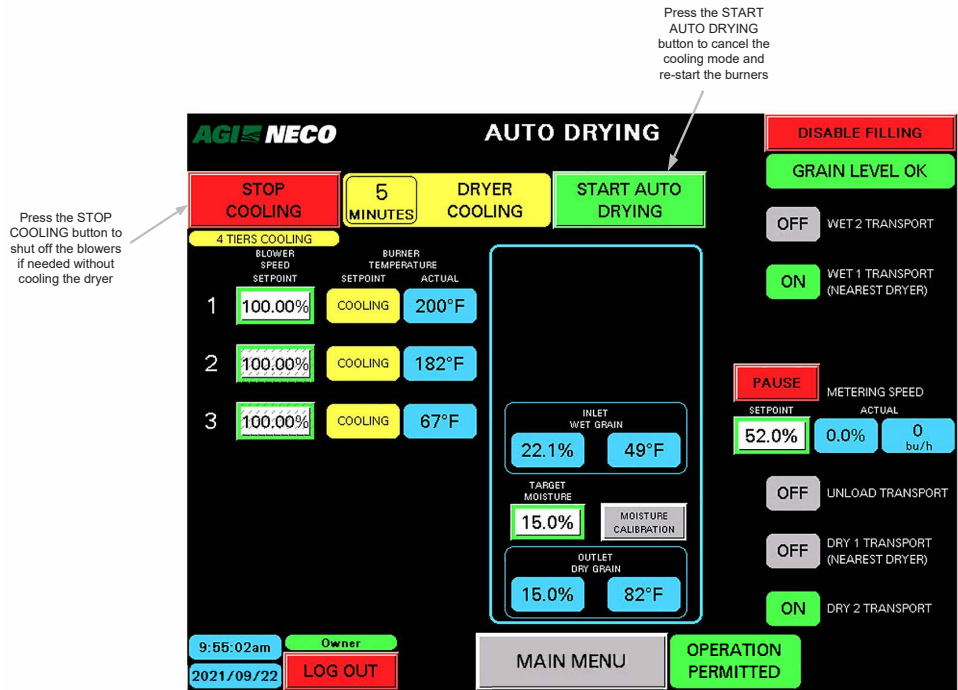 Press the START
AUTO DRYING
button to cancel the
cooling mode and
re-start the burners
AGI NECO
AUTO DRYING
DISABLE FILLING
GRAIN LEVEL OK
STOP
COOLING
5
MINUTES
DRYER
COOLING
START AUTO
DRYING
Press the STOP
COOLING button to
shut off the blowers
if needed without
cooling the dryer
4 TIERS COOLING
BLOWER
SPEED
SETPOINT
BURNER
TEMPERATURE
SETPOINT ACTUAL
1 100.00% COOLING 200°F
2 100.00% COOLING 182°F
3 100.00% COOLING 67°F
OFF WET 2 TRANSPORT
ON WET 1 TRANSPORT
(NEAREST DRYER)
PAUSE METERING SPEED
SETPOINT ACTUAL
52.0% 0.0% 0
bu/h
INLET
WET GRAIN
22.1% 49°F
TARGET
MOISTURE
15.0% MOISTURE
CALIBRATION
OUTLET
DRY GRAIN
15.0% 82°F
OFF UNLOAD TRANSPORT
OFF DRY 1 TRANSPORT
(NEAREST DRYER)
ON DRY 2 TRANSPORT
9:55:02am Owner
2021/09/22 LOG OUT
MAIN MENU
OPERATION
PERMITTED